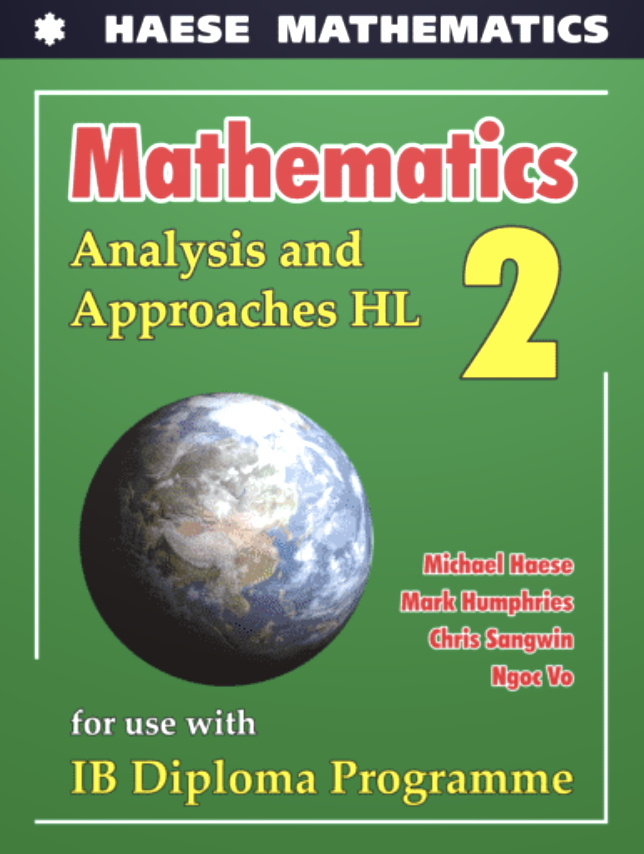 HAESE MATHEMATICS
Mathematics
Analysis and
Approaches HL
2
Michael Haese
Mark Humphries
Chris Sangwin
Ngoc Vo
for use with
IB Diploma Programme